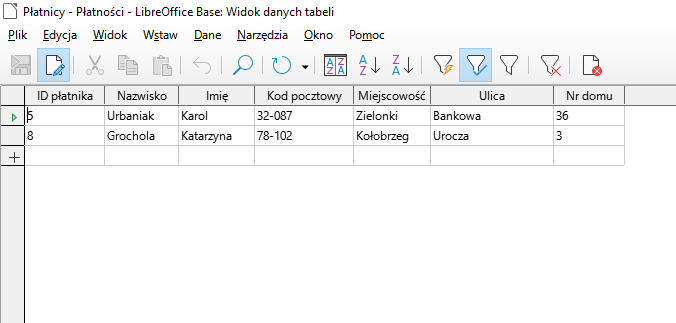 Płatnicy - Płatności - LibreOffice Base: Widok danych tabeli
Plik Edycja Widok Wstaw Dane Narzędzia Okno Pomoc
ID płatnika Nazwisko Imię Kod pocztowy Miejscowość Ulica Nr domu
5 Urbaniak Karol 32-087 Zielonki Bankowa 36
8 Grochola Katarzyna 78-102 Kołobrzeg Urocza 3